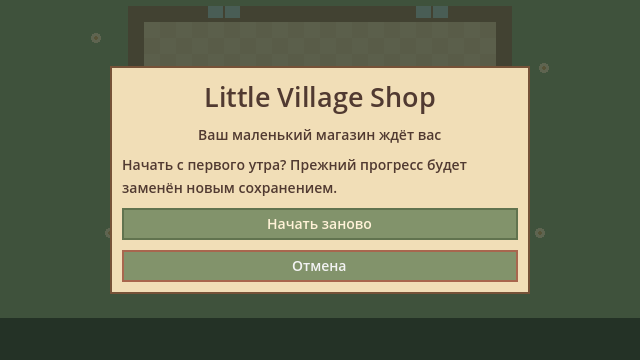 Little Village Shop
Ваш маленький магазин ждёт вас
Начать с первого утра? Прежний прогресс будет
заменён новым сохранением.
Начать заново
Отмена